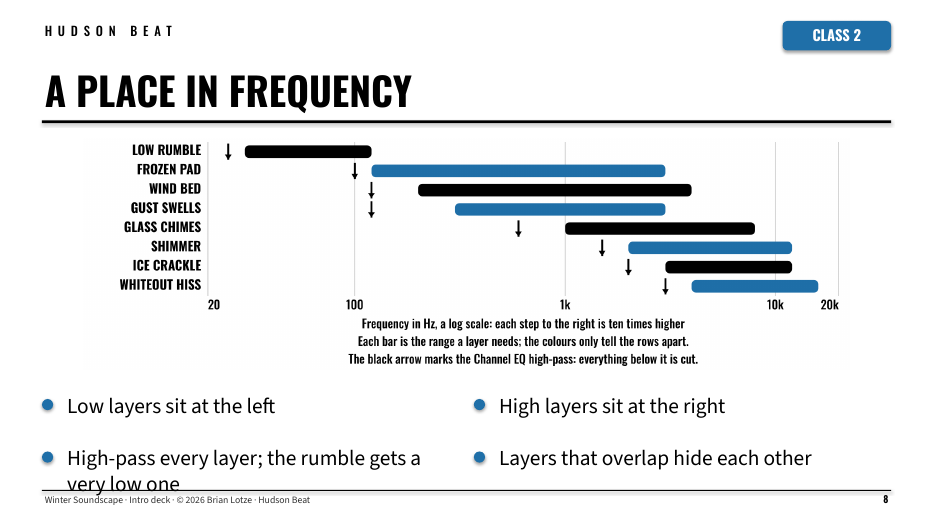 HUDSON BEAT
CLASS 2
A PLACE IN FREQUENCY
LOW RUMBLE
FROZEN PAD
WIND BED
GUST SWELLS
GLASS CHIMES
SHIMMER
ICE CRACKLE
WHITEOUT HISS
20 100 1k 10k 20k
Frequency in Hz, a log scale: each step to the right is ten times higher
Each bar is the range a layer needs; the colours only tell the rows apart.
The black arrow marks the Channel EQ high-pass: everything below it is cut.
Low layers sit at the left
High layers sit at the right
High-pass every layer; the rumble gets a
very low one
Layers that overlap hide each other
Winter Soundscape · Intro deck · © 2026 Brian Lotze · Hudson Beat
8